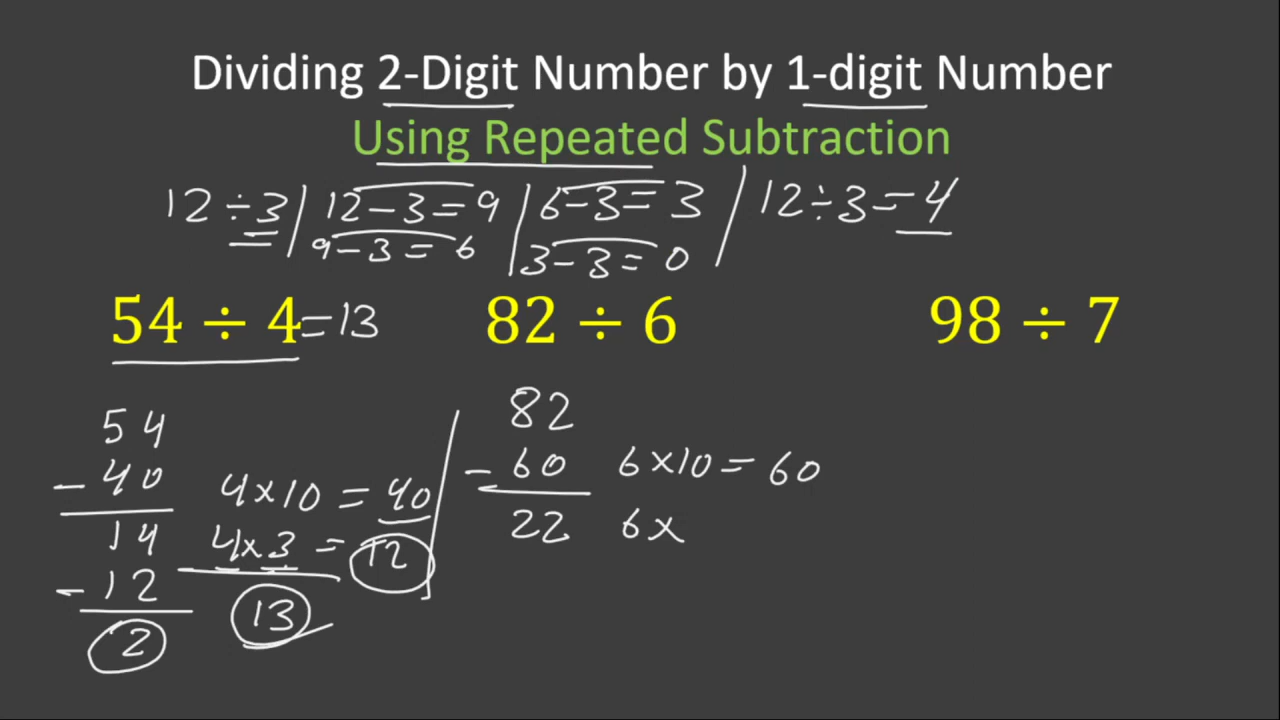 Dividing 2-Digit Number by 1-digit Number
Using Repeated Subtraction
12 ÷ 3 | 12 - 3 = 9 | 6 - 3 = 3 | 12 ÷ 3 = 4
9 - 3 = 6 | 3 - 3 = 0
54 ÷ 4 = 13
82 ÷ 6
98 ÷ 7
54
- 40 4 x 10 = 40
14 4 x 3 = 12
- 12 13
2
82
- 60 6 x 10 = 60
22 6 x